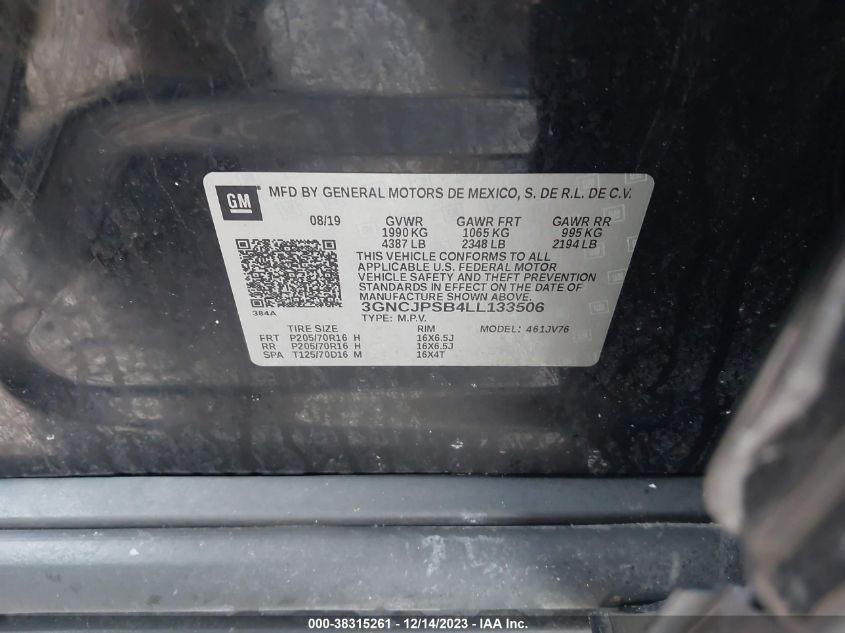 GM MFD BY GENERAL MOTORS DE MEXICO, S. DE R.L. DE C.V.
08/19 GVWR GAWR FRT GAWR RR
1990 KG 1065 KG 995 KG
4387 LB 2348 LB 2194 LB
THIS VEHICLE CONFORMS TO ALL
APPLICABLE U.S. FEDERAL MOTOR
VEHICLE SAFETY AND THEFT PREVENTION
STANDARDS IN EFFECT ON THE DATE OF
MANUFACTURE SHOWN ABOVE.
384A 3GNCJPSB4LL133506
TYPE: M.P.V.
TIRE SIZE RIM MODEL: 461JV76
FRT P205/70R16 H 16X6.5J
RR P205/70R16 H 16X6.5J
SPA T125/70D16 M 16X4T
000-38315261 - 12/14/2023 - IAA Inc.